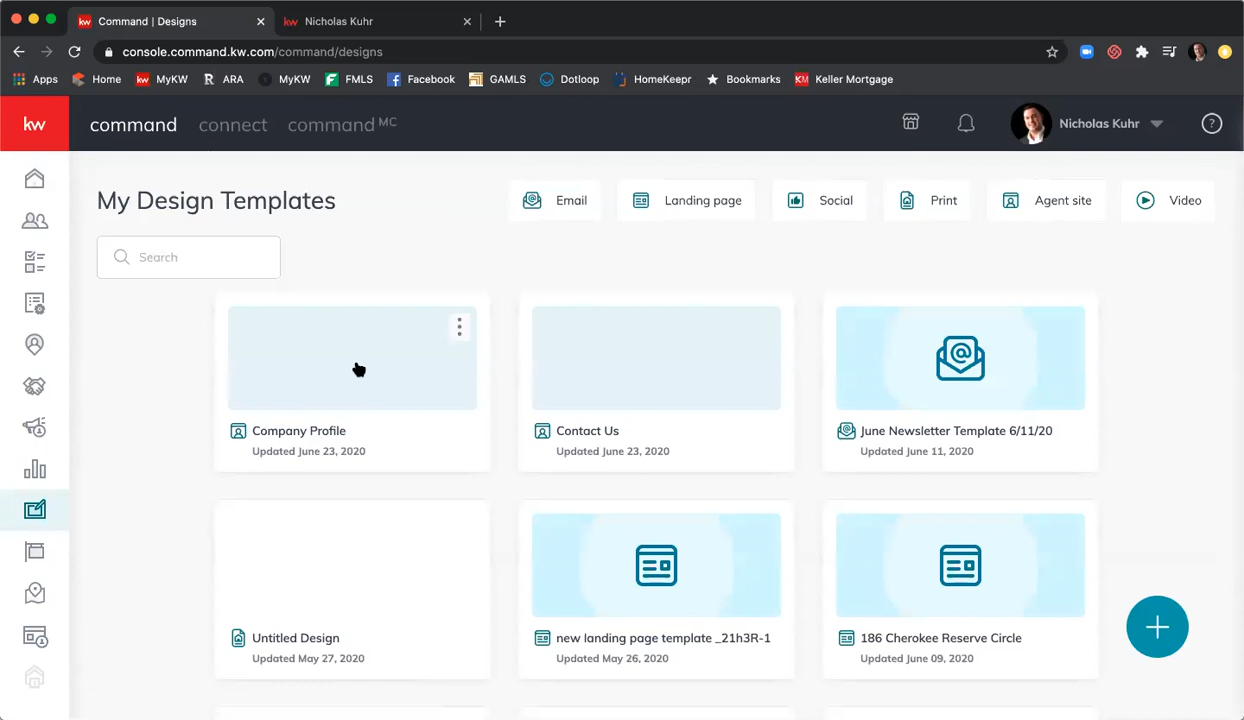 kw Command | Designs
kw Nicholas Kuhr
console.command.kw.com/command/designs
Apps Home kw MyKW R ARA MyKW FMLS Facebook GAMLS Dotloop HomeKeepr Bookmarks KM Keller Mortgage
kw command connect command MC Nicholas Kuhr ?
My Design Templates Email Landing page Social Print Agent site Video
Search
Company Profile Contact Us June Newsletter Template 6/11/20
Updated June 23, 2020 Updated June 23, 2020 Updated June 11, 2020
Untitled Design new landing page template _21h3R-1 186 Cherokee Reserve Circle
Updated May 27, 2020 Updated May 26, 2020 Updated June 09, 2020